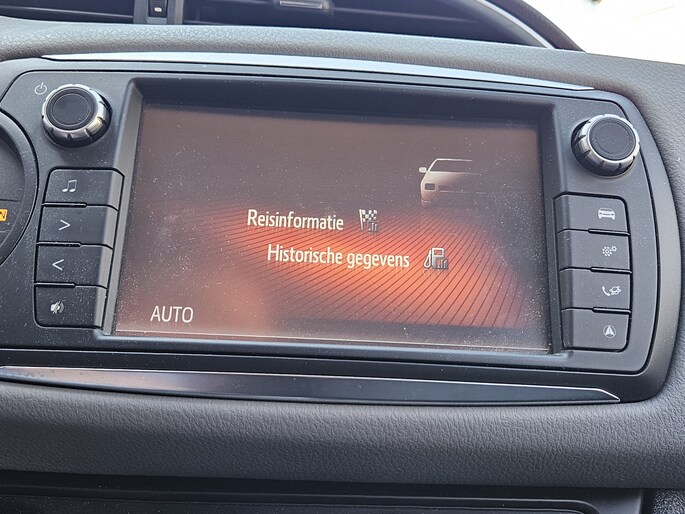 Reisinformatie
Historische gegevens
AUTO